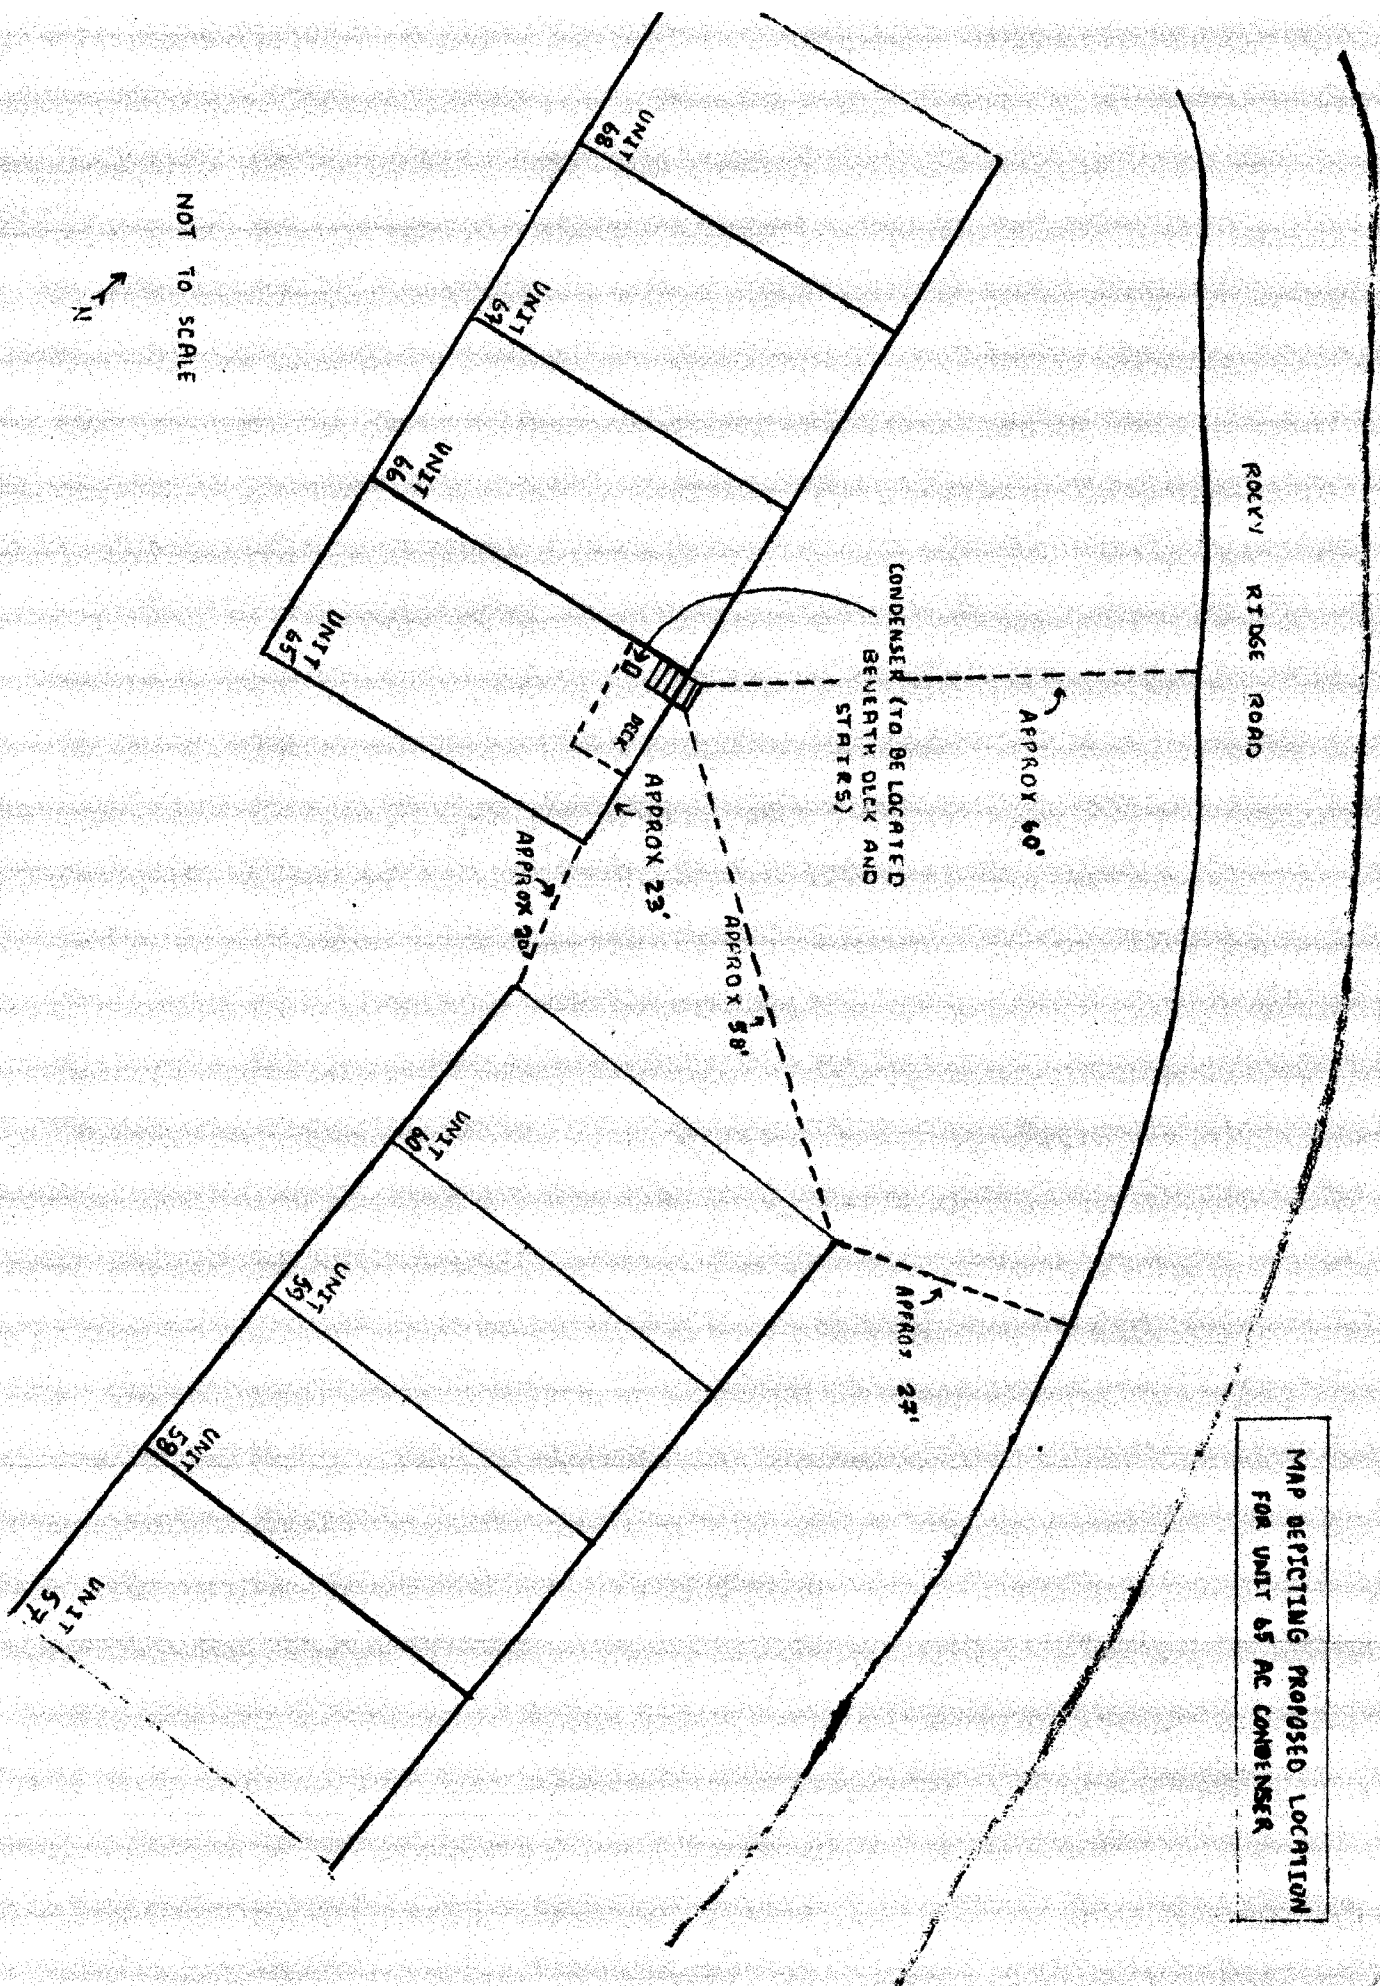 MAP DEPICTING PROPOSED LOCATION
FOR UNIT 65 AC CONDENSER
ROCKY RIDGE ROAD
APPROX 60'
CONDENSER (TO BE LOCATED
BENEATH DECK AND
STAIRS)
APPROX 58'
APPROX 27'
APPROX 23'
APPROX 20'
DECK
UNIT
68
UNIT
67
UNIT
66
UNIT
65
UNIT
60
UNIT
59
UNIT
58
UNIT
57
NOT TO SCALE
N